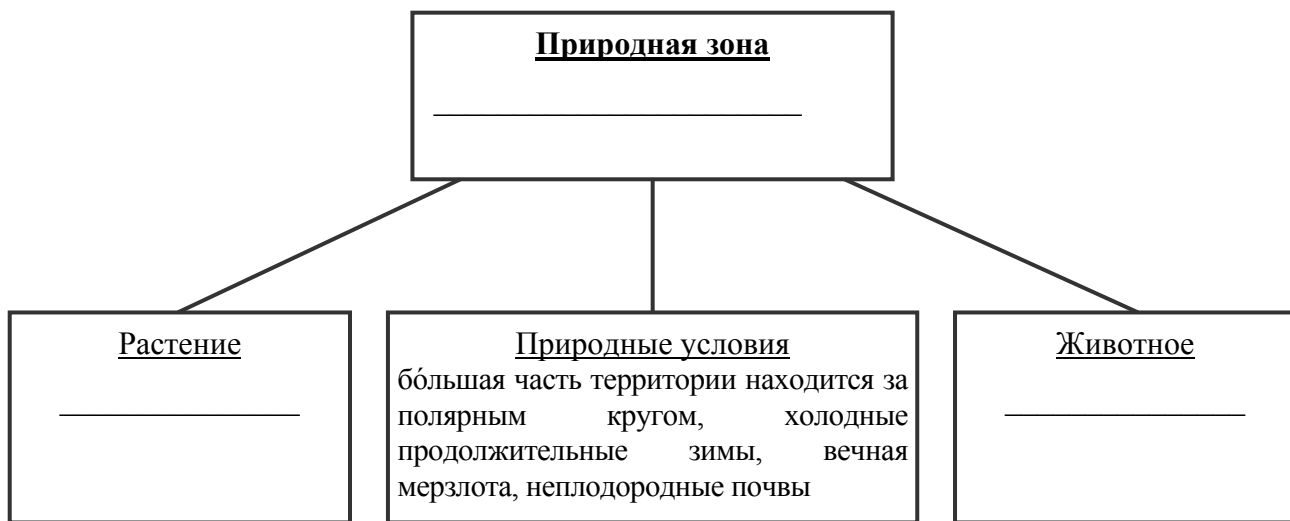 Природная зона
Растение
Природные условия
бо́льшая часть территории находится за
полярным кругом, холодные
продолжительные зимы, вечная
мерзлота, неплодородные почвы
Животное